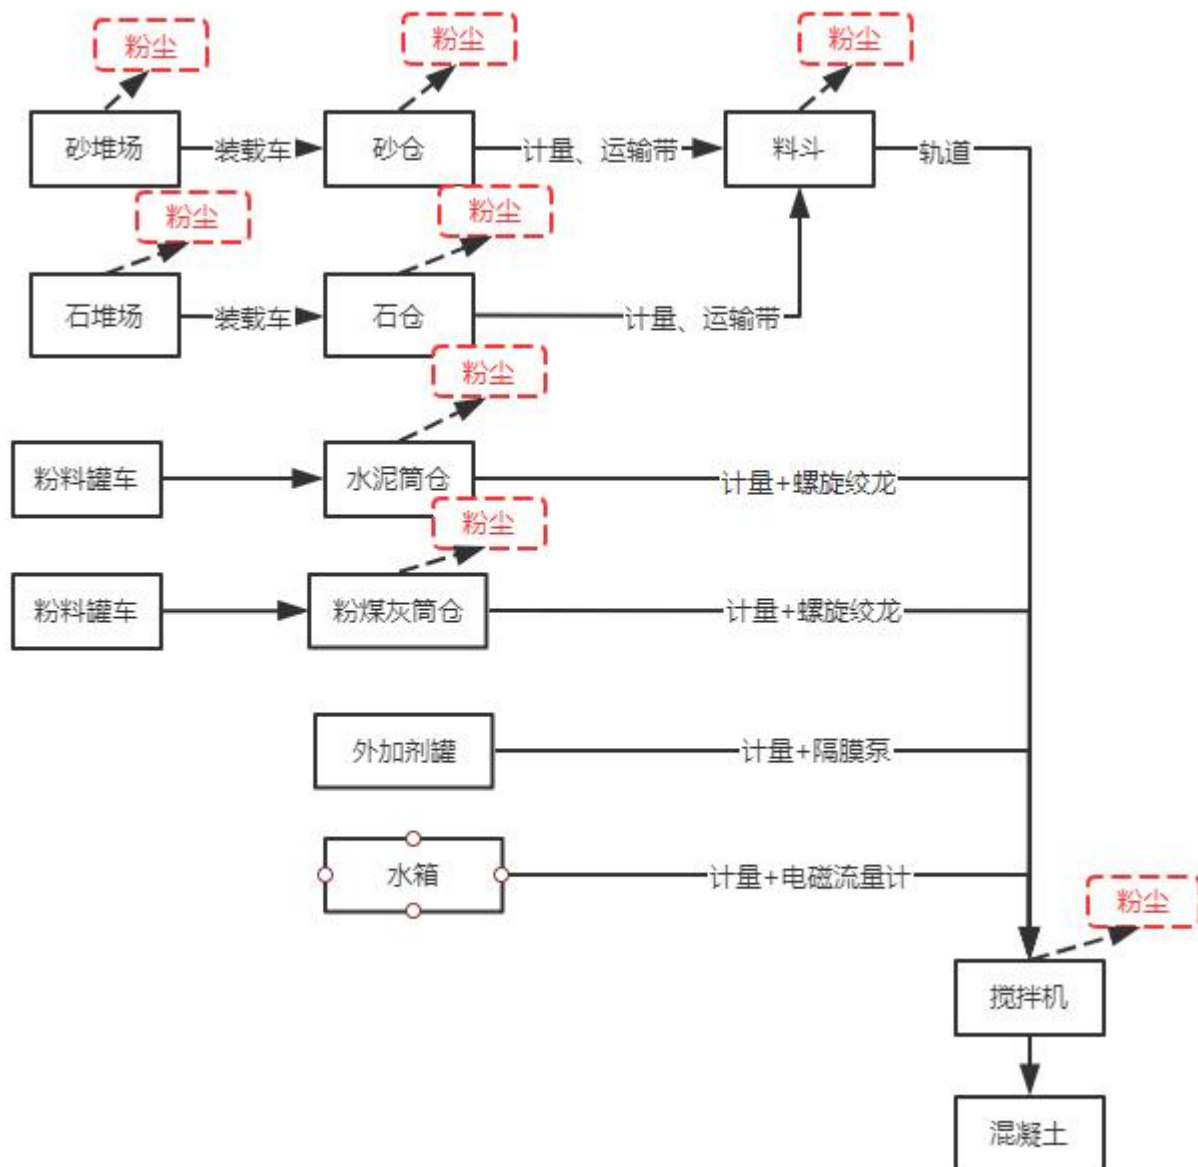 粉尘
粉尘
粉尘
砂堆场
装载车
砂仓
计量、运输带
料斗
轨道
粉尘
粉尘
石堆场
装载车
石仓
计量、运输带
粉尘
粉料罐车
水泥筒仓
计量+螺旋绞龙
粉尘
粉料罐车
粉煤灰筒仓
计量+螺旋绞龙
外加剂罐
计量+隔膜泵
水箱
计量+电磁流量计
粉尘
搅拌机
混凝土